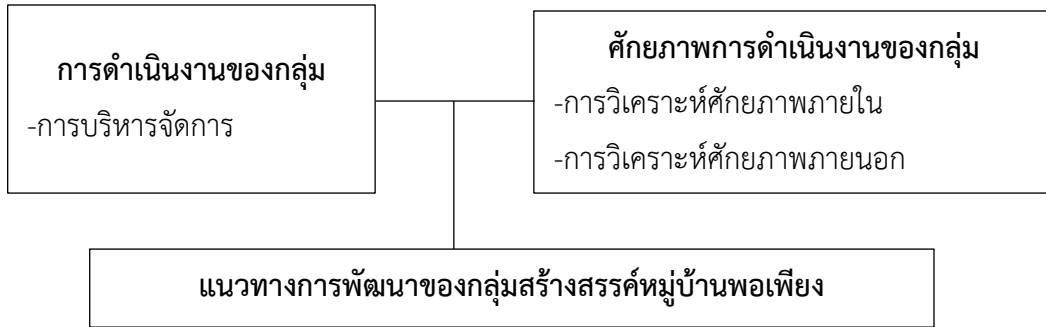 การดำเนินงานของกลุ่ม
-การบริหารจัดการ
ศักยภาพการดำเนินงานของกลุ่ม
-การวิเคราะห์ศักยภาพภายใน
-การวิเคราะห์ศักยภาพภายนอก
แนวทางการพัฒนาของกลุ่มสร้างสรรค์หมู่บ้านพอเพียง